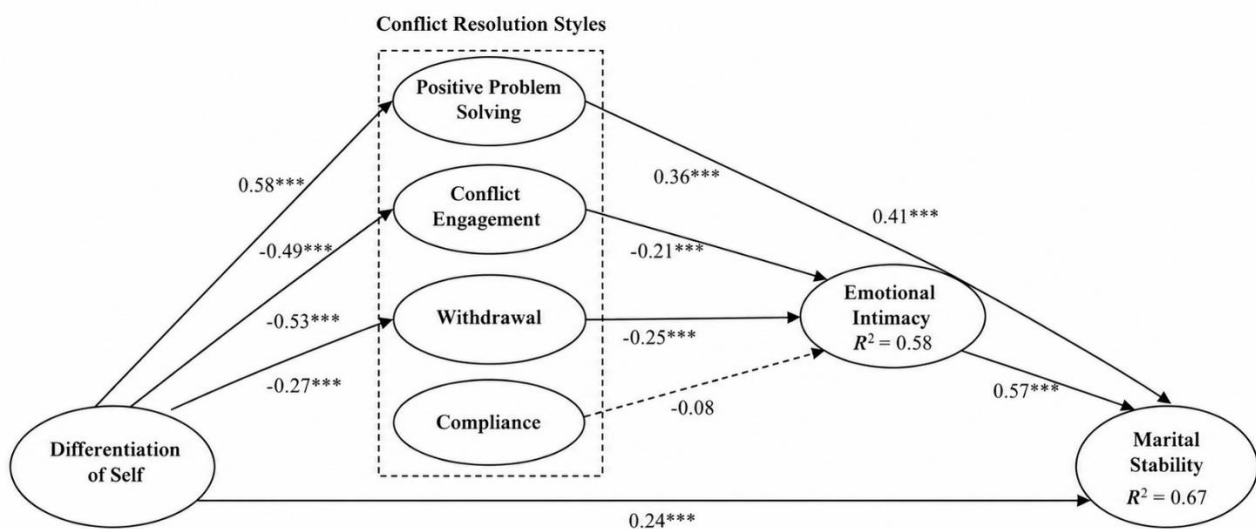 Conflict Resolution Styles
Positive Problem
Solving
0.58***
0.36***
0.41***
Conflict
Engagement
-0.49***
-0.21***
Withdrawal
-0.53***
-0.25***
Emotional
Intimacy
R² = 0.58
-0.27***
Compliance
-0.08
0.57***
Differentiation
of Self
Marital
Stability
R² = 0.67
0.24***